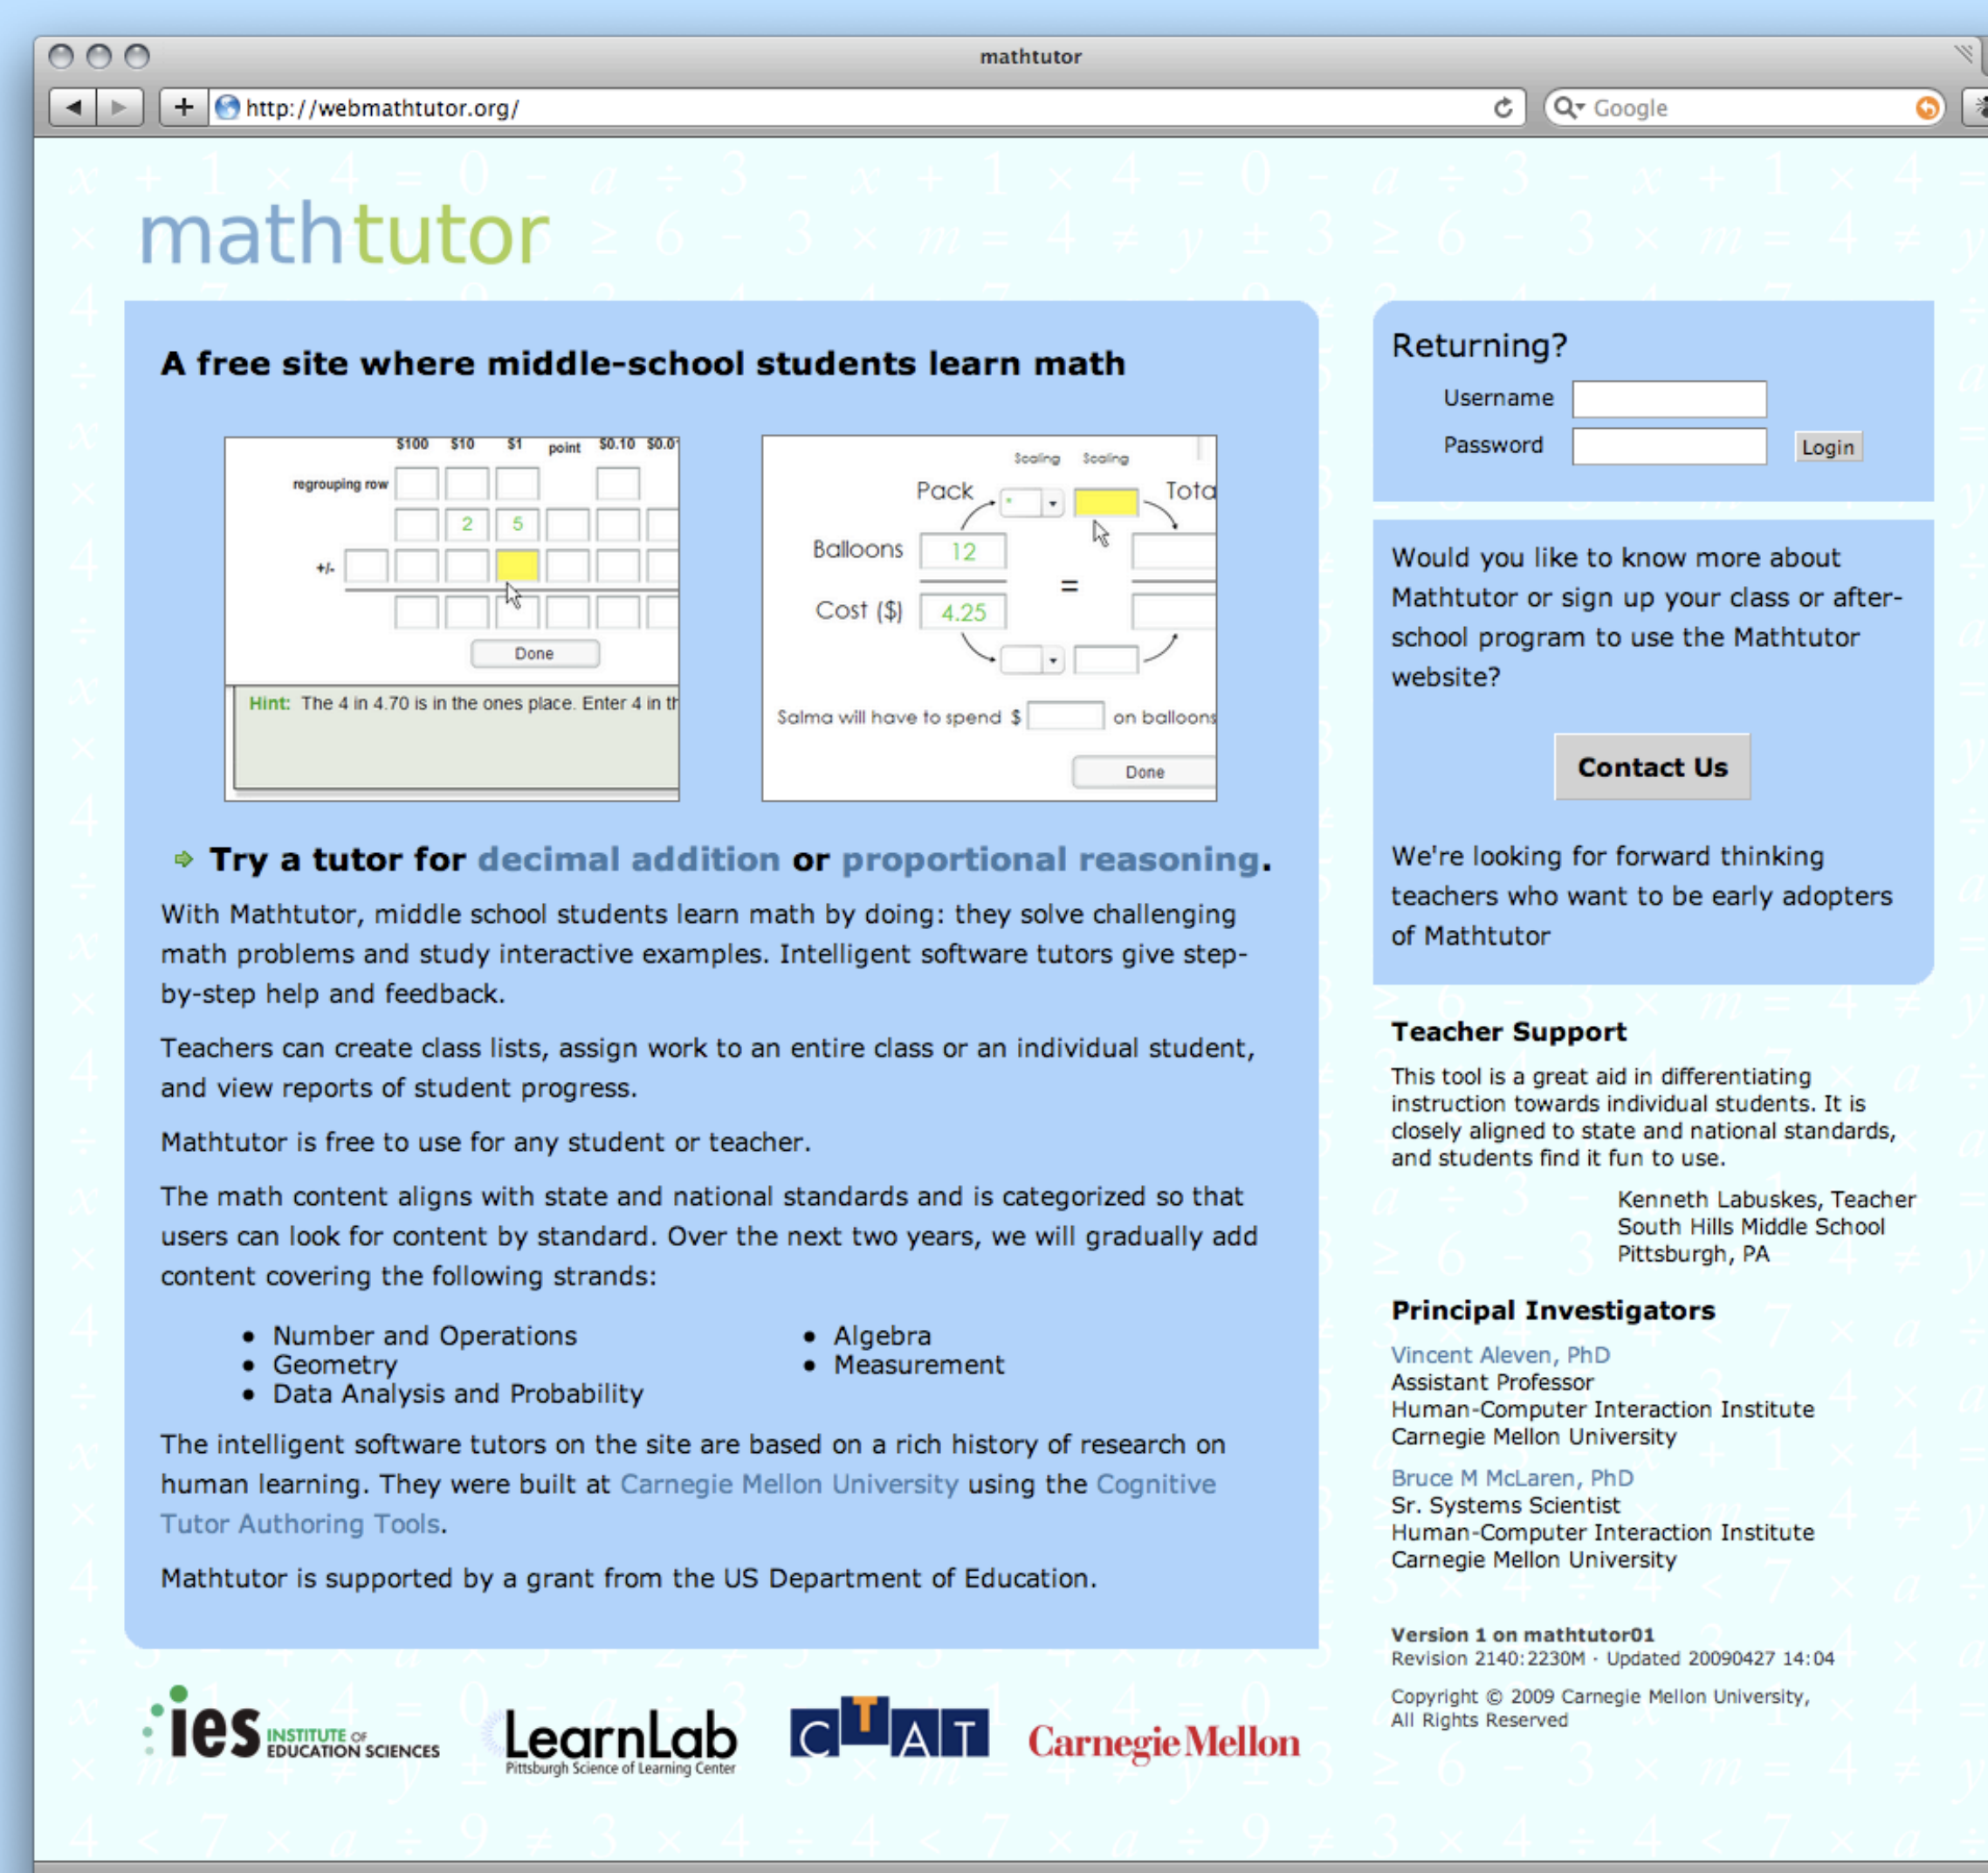 mathtutor
http://webmathtutor.org/
Google
mathtutor
A free site where middle-school students learn math
$100 $10 $1 point $0.10
regrouping row
2 5
+/-
Done
Hint: The 4 in 4.70 is in the ones place. Enter 4 in
Scaling Scaling
Pack
Balloons 12
=
Cost ($) 4.25
Salma will have to spend $ on balloons
Done
Try a tutor for decimal addition or proportional reasoning.
With Mathtutor, middle school students learn math by doing: they solve challenging
math problems and study interactive examples. Intelligent software tutors give step-
by-step help and feedback.
Teachers can create class lists, assign work to an entire class or an individual student,
and view reports of student progress.
Mathtutor is free to use for any student or teacher.
The math content aligns with state and national standards and is categorized so that
users can look for content by standard. Over the next two years, we will gradually add
content covering the following strands:
• Number and Operations
• Geometry
• Data Analysis and Probability
• Algebra
• Measurement
The intelligent software tutors on the site are based on a rich history of research on
human learning. They were built at Carnegie Mellon University using the Cognitive
Tutor Authoring Tools.
Mathtutor is supported by a grant from the US Department of Education.
Returning?
Username
Password Login
Would you like to know more about
Mathtutor or sign up your class or after-
school program to use the Mathtutor
website?
Contact Us
We're looking for forward thinking
teachers who want to be early adopters
of Mathtutor
Teacher Support
This tool is a great aid in differentiating
instruction towards individual students. It is
closely aligned to state and national standards,
and students find it fun to use.
Kenneth Labuskes, Teacher
South Hills Middle School
Pittsburgh, PA
Principal Investigators
Vincent Aleven, PhD
Assistant Professor
Human-Computer Interaction Institute
Carnegie Mellon University
Bruce M McLaren, PhD
Sr. Systems Scientist
Human-Computer Interaction Institute
Carnegie Mellon University
Version 1 on mathtutor01
Revision 2140:2230M · Updated 20090427 14:04
Copyright © 2009 Carnegie Mellon University,
All Rights Reserved
ies INSTITUTE OF
EDUCATION SCIENCES
LearnLab
Pittsburgh Science of Learning Center
CTAT
Carnegie Mellon